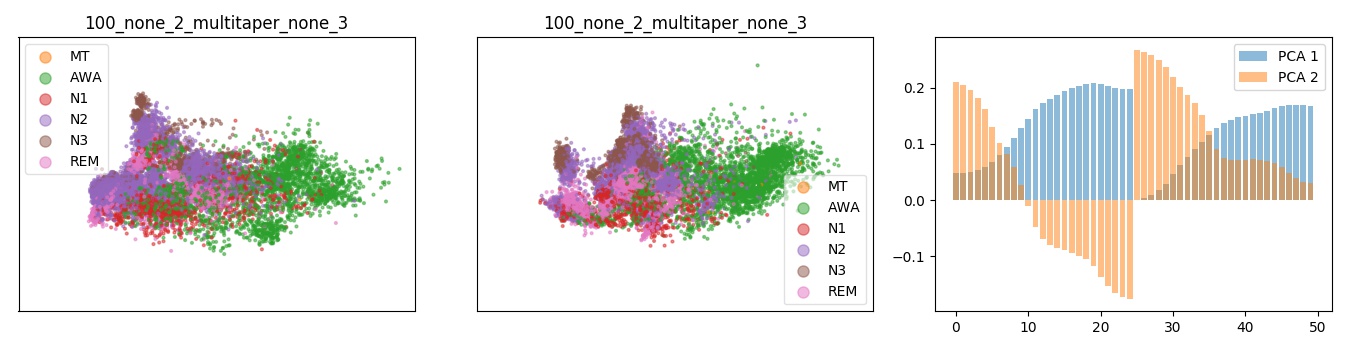 100_none_2_multitaper_none_3
MT
AWA
N1
N2
N3
REM
100_none_2_multitaper_none_3
MT
AWA
N1
N2
N3
REM
PCA 1
PCA 2
0.2
0.1
0.0
−0.1
0 10 20 30 40 50